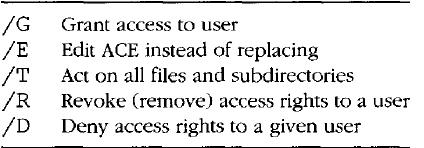 /G Grant access to user
/E Edit ACE instead of replacing
/T Act on all files and subdirectories
/R Revoke (remove) access rights to a user
/D Deny access rights to a given user